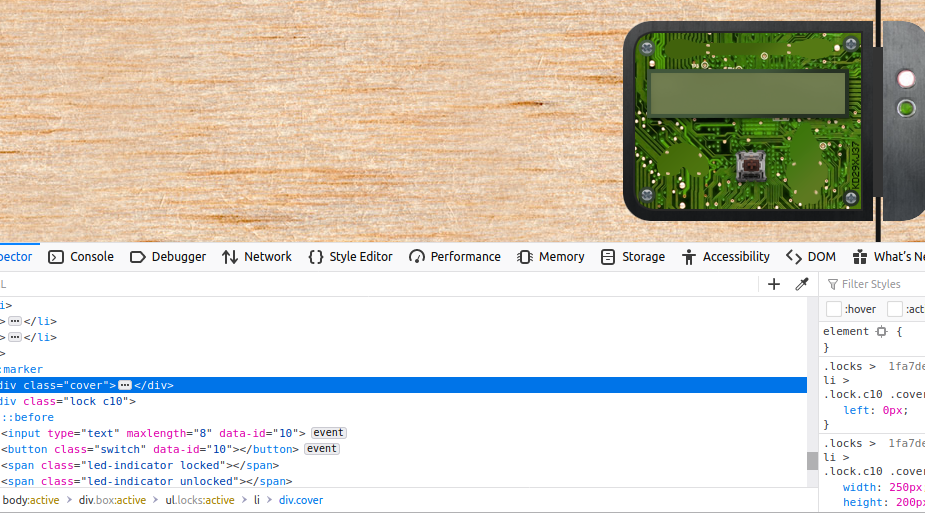 KD29XJ37
pector Console Debugger Network Style Editor Performance Memory Storage Accessibility DOM What's Ne
L
Filter Styles
i>
:hover :act
> ••• </li>
element {
> ••• </li>
}
>
:marker
.locks > 1fa7de
li >
div class="cover"> ••• </div>
.lock.c10 .cover
div class="lock c10">
left: 0px;
::before
}
<input type="text" maxlength="8" data-id="10"> event
.locks > 1fa7de
<button class="switch" data-id="10"></button> event
li >
<span class="led-indicator locked"></span>
.lock.c10 .cove
<span class="led-indicator unlocked"></span>
width: 250px
body:active > div.box:active > ul.locks:active > li > div.cover
height: 200p